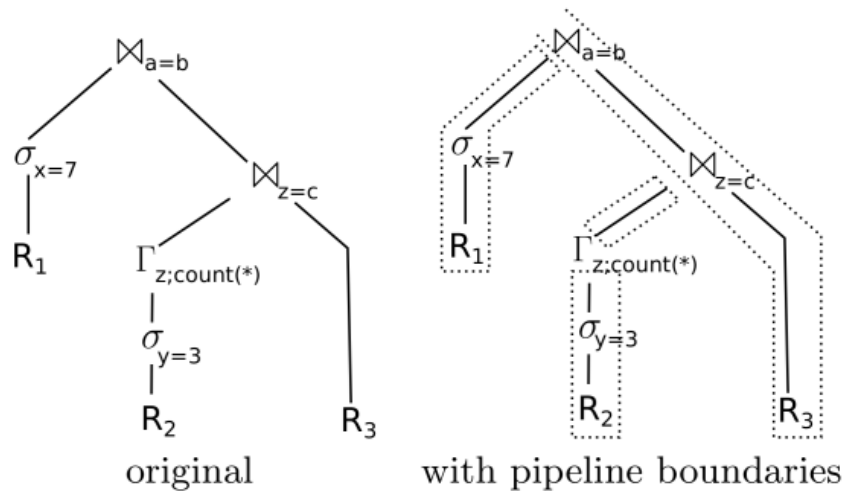 ⋈a=b
σx=7
⋈z=c
R1
Γz;count(*)
σy=3
R2
R3
original
⋈a=b
σx=7
⋈z=c
R1
Γz;count(*)
σy=3
R2
R3
with pipeline boundaries